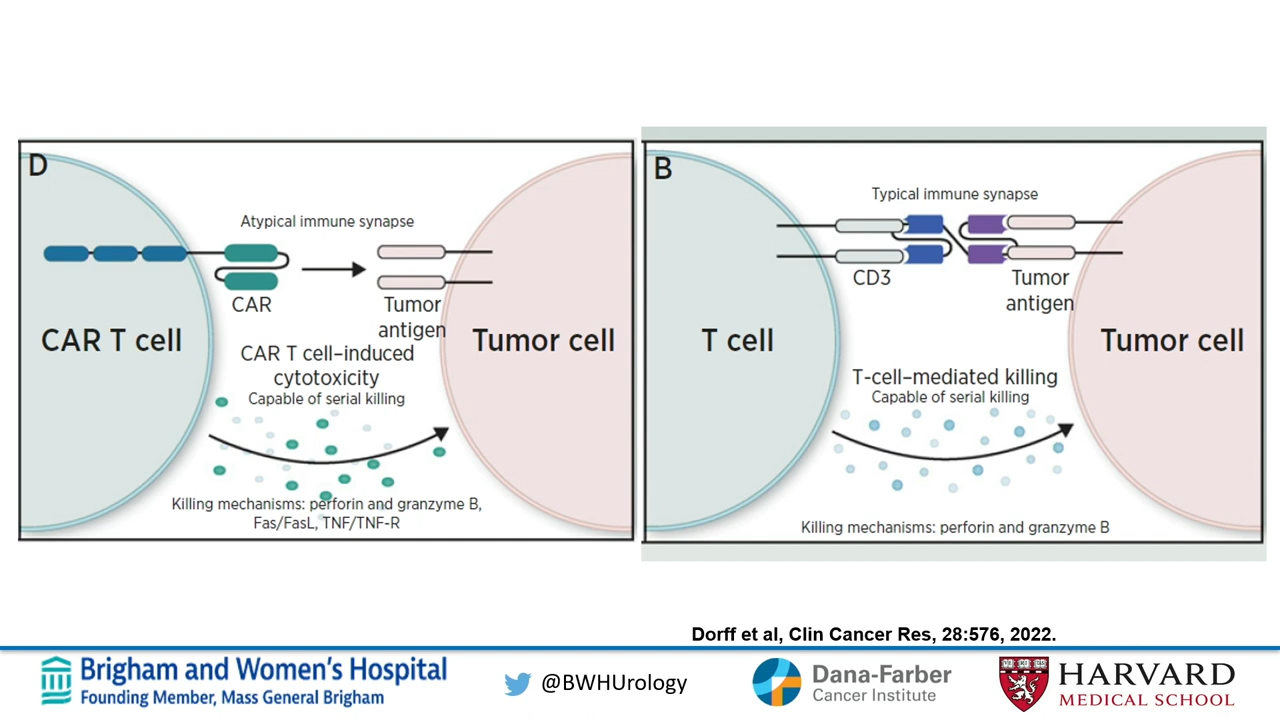 D
Atypical immune synapse
CAR
Tumor
antigen
CAR T cell
Tumor cell
CAR T cell–induced
cytotoxicity
Capable of serial killing
Killing mechanisms: perforin and granzyme B,
Fas/FasL, TNF/TNF-R
B
Typical immune synapse
CD3
Tumor
antigen
T cell
Tumor cell
T-cell–mediated killing
Capable of serial killing
Killing mechanisms: perforin and granzyme B
Dorff et al, Clin Cancer Res, 28:576, 2022.
Brigham and Women's Hospital
Founding Member, Mass General Brigham
@BWHUrology
Dana-Farber
Cancer Institute
HARVARD
MEDICAL SCHOOL